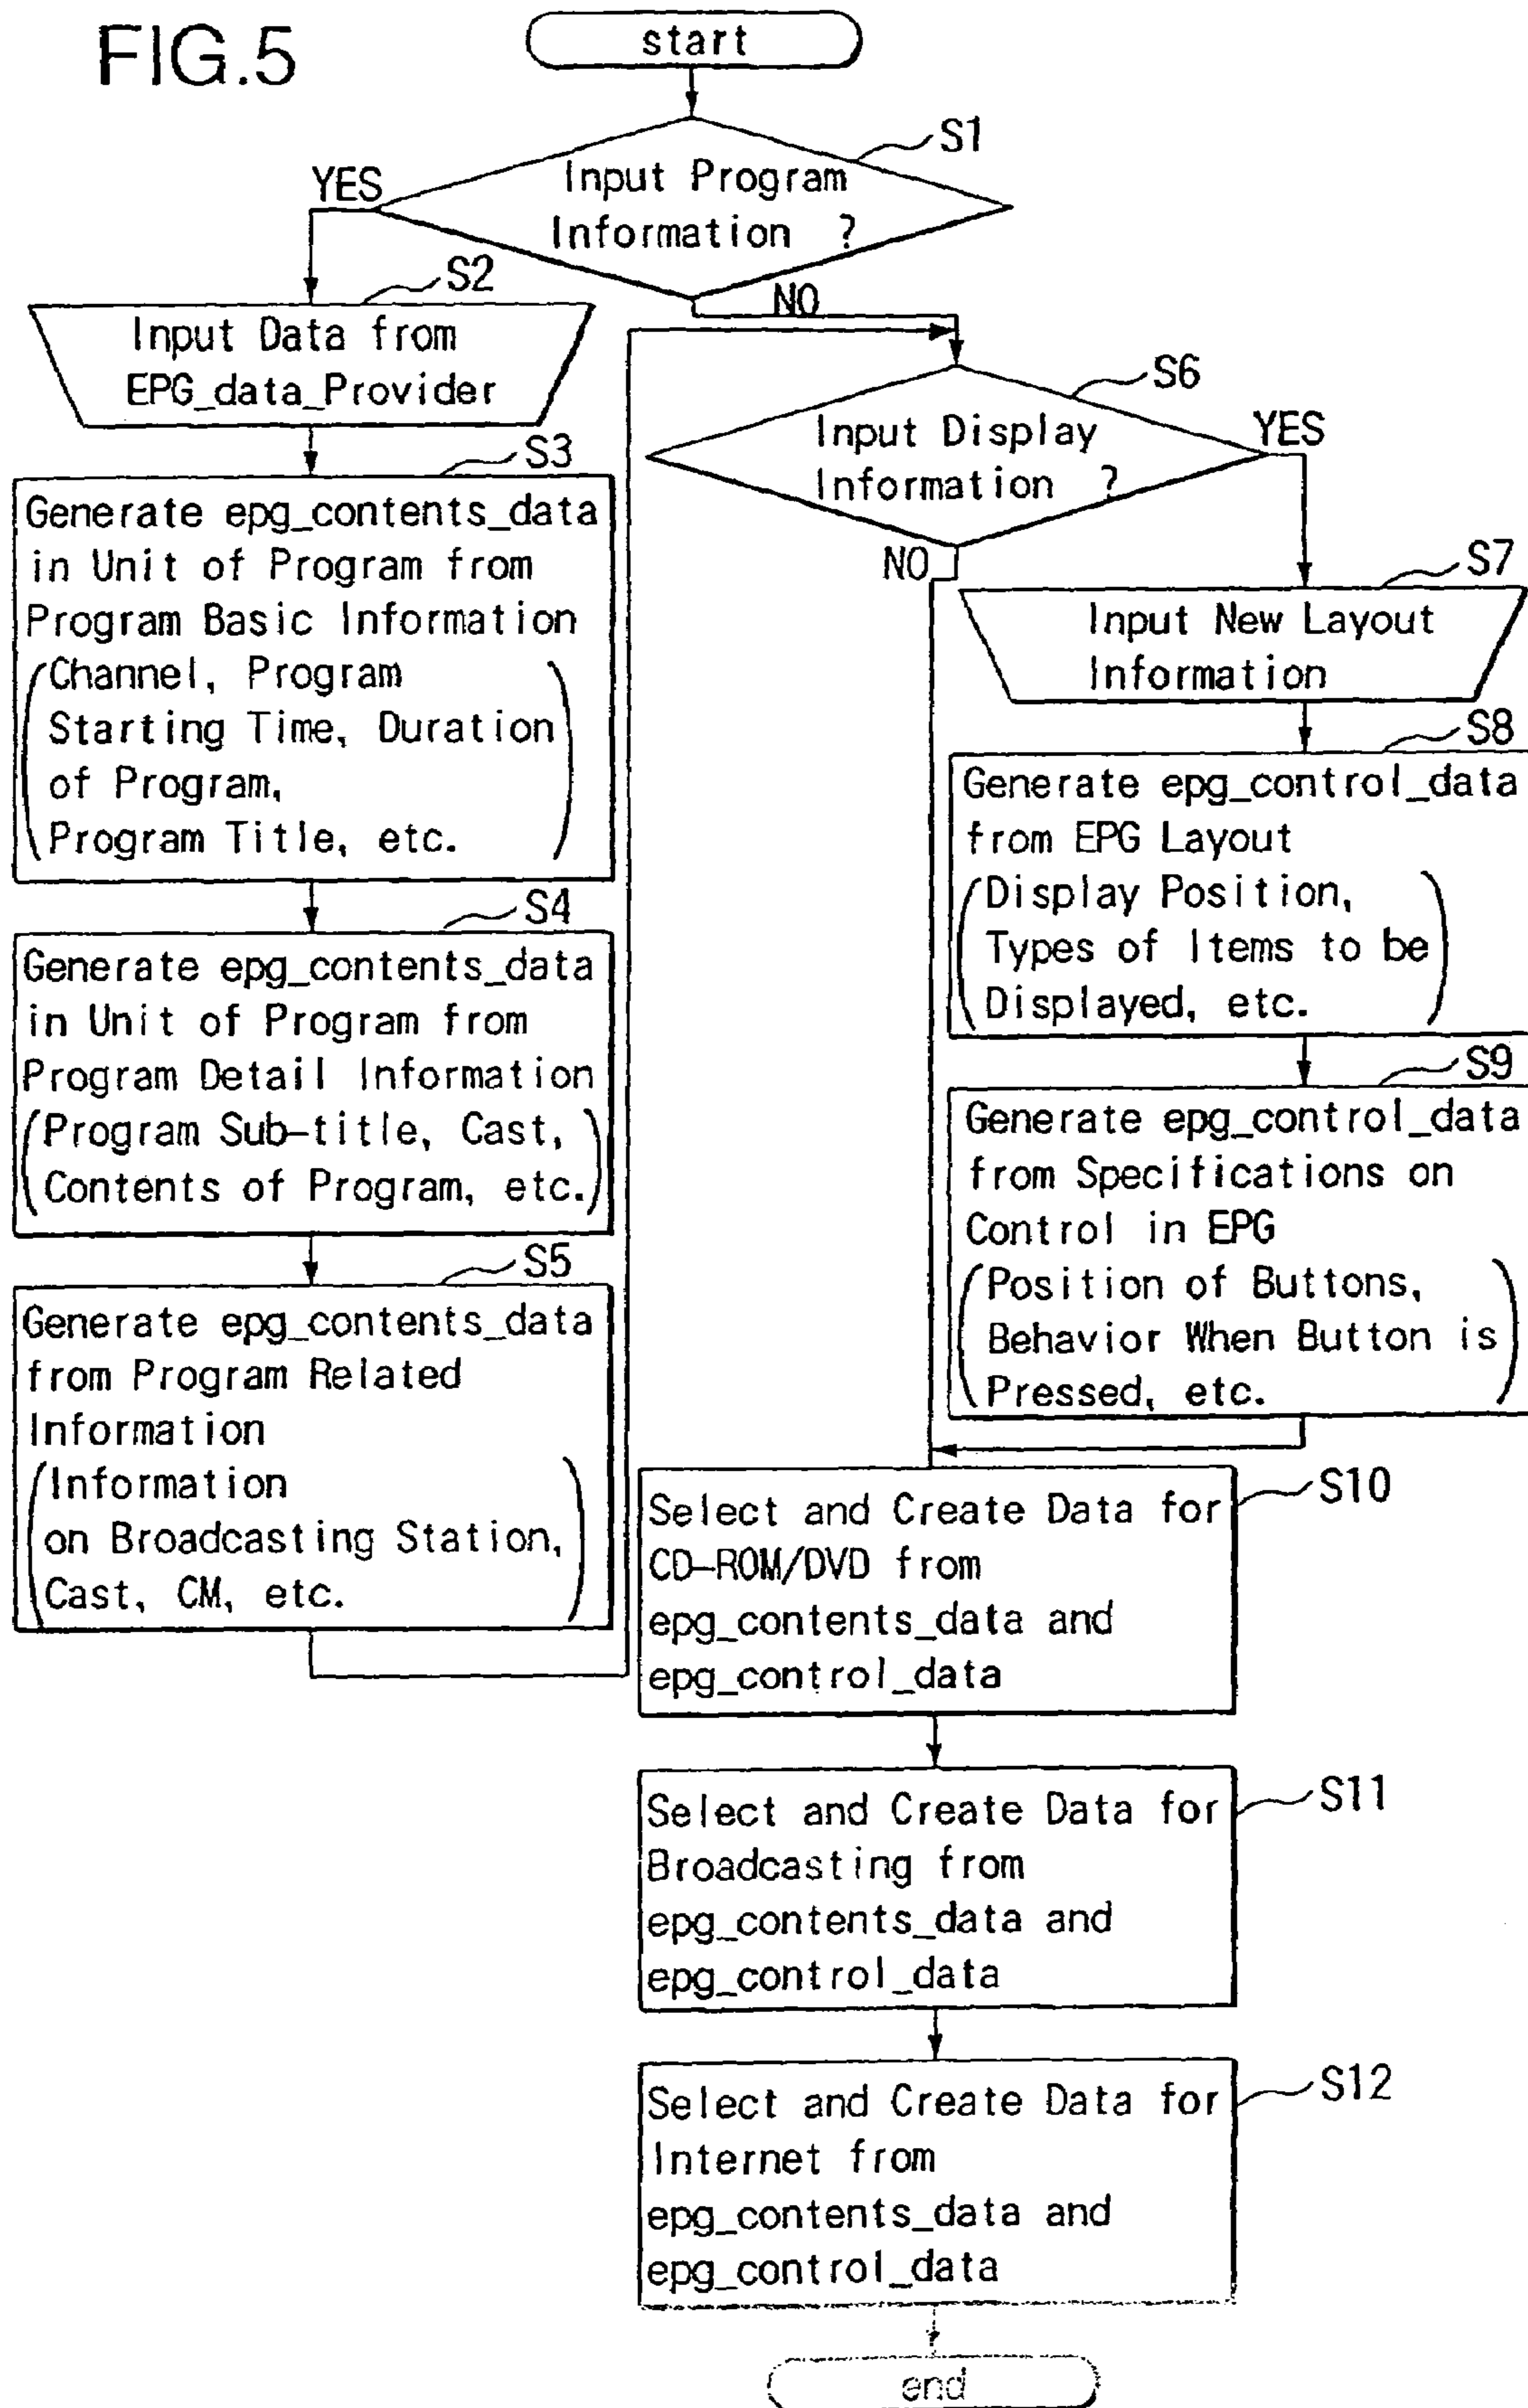 FIG.5
start
S1
Input Program
Information ?
YES
NO
S2
Input Data from
EPG_data_Provider
S3
Generate epg_contents_data
in Unit of Program from
Program Basic Information
(Channel, Program
Starting Time, Duration
of Program,
Program Title, etc.)
S4
Generate epg_contents_data
in Unit of Program from
Program Detail Information
(Program Sub-title, Cast,
Contents of Program, etc.)
S5
Generate epg_contents_data
from Program Related
Information
(Information
on Broadcasting Station,
Cast, CM, etc.)
S6
Input Display
Information ?
YES
NO
S7
Input New Layout
Information
S8
Generate epg_control_data
from EPG Layout
(Display Position,
Types of Items to be
Displayed, etc.)
S9
Generate epg_control_data
from Specifications on
Control in EPG
(Position of Buttons,
Behavior When Button is
Pressed, etc.)
S10
Select and Create Data for
CD-ROM/DVD from
epg_contents_data and
epg_control_data
S11
Select and Create Data for
Broadcasting from
epg_contents_data and
epg_control_data
S12
Select and Create Data for
Internet from
epg_contents_data and
epg_control_data
end